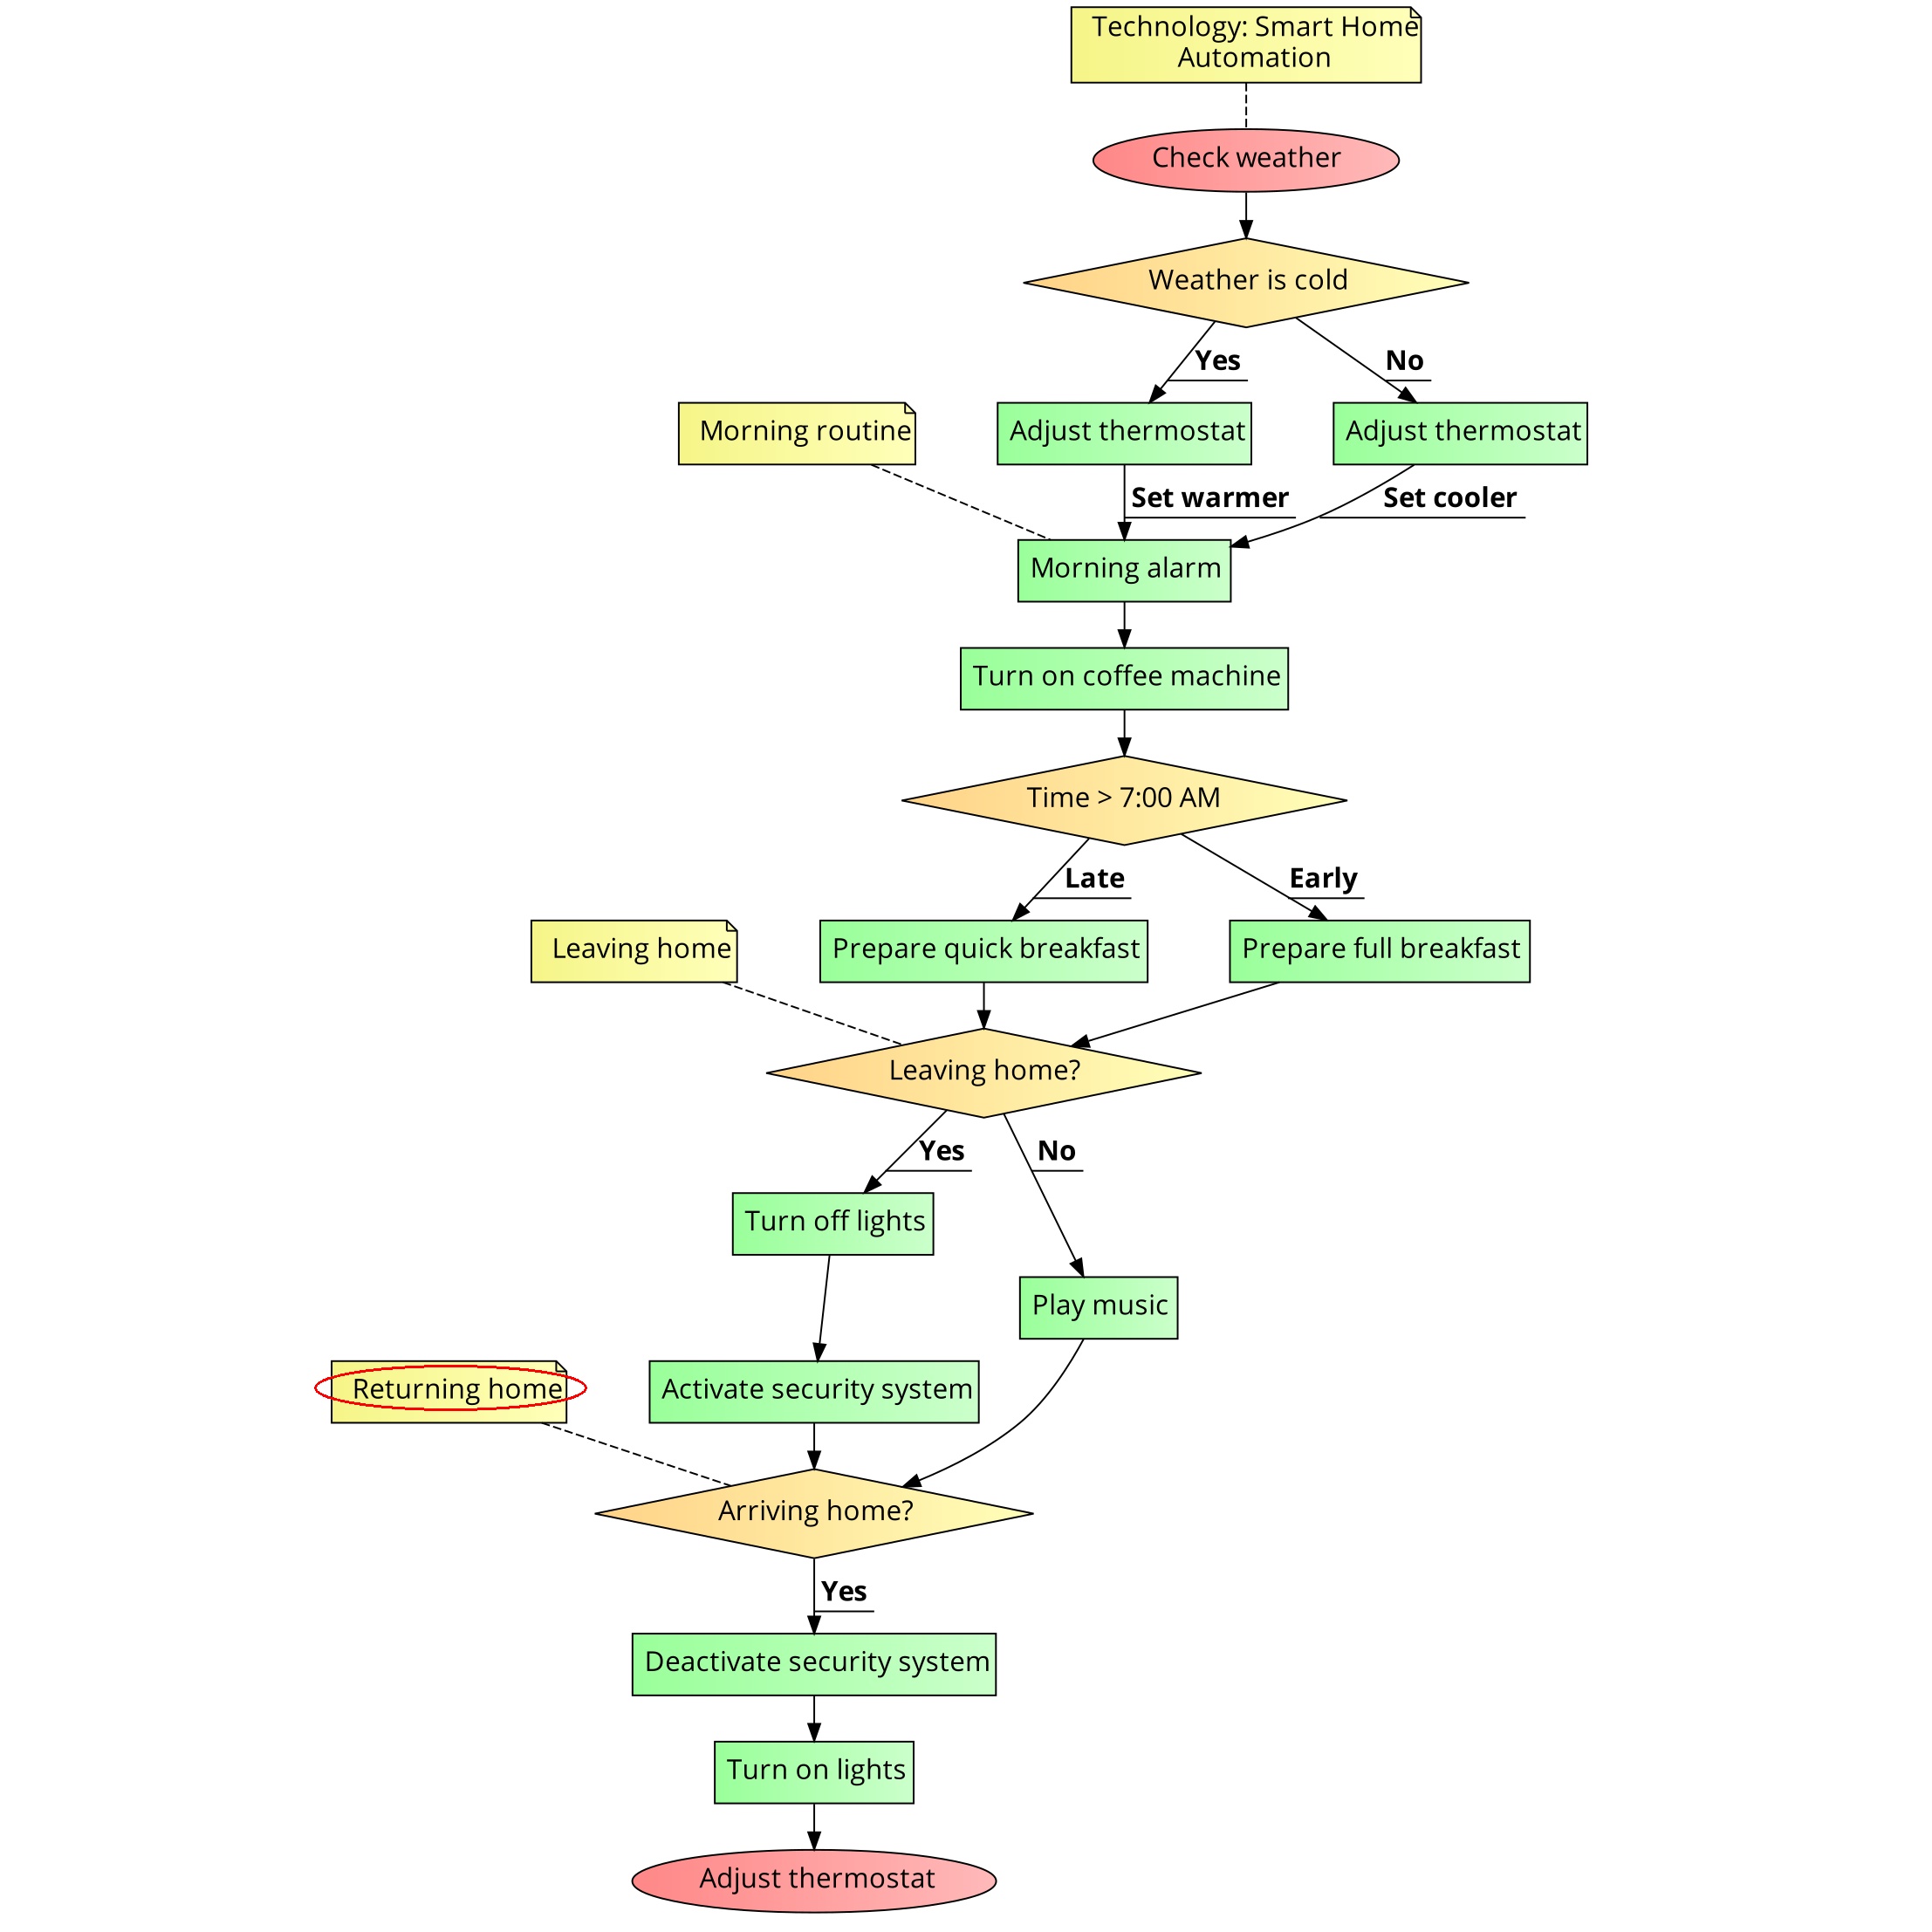 Technology: Smart Home
Automation
Check weather
Weather is cold
Yes
No
Morning routine
Adjust thermostat
Adjust thermostat
Set warmer
Set cooler
Morning alarm
Turn on coffee machine
Time > 7:00 AM
Late
Early
Leaving home
Prepare quick breakfast
Prepare full breakfast
Leaving home?
Yes
No
Turn off lights
Play music
Returning home
Activate security system
Arriving home?
Yes
Deactivate security system
Turn on lights
Adjust thermostat